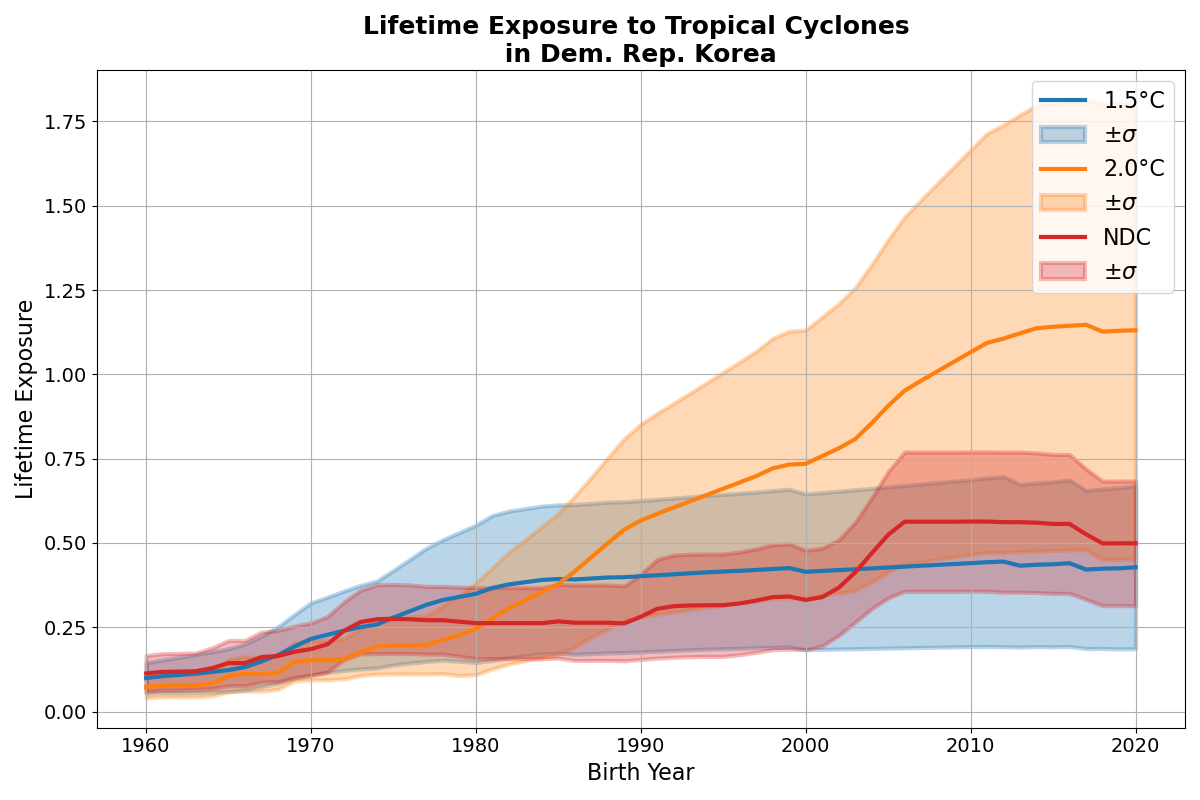 Lifetime Exposure to Tropical Cyclones
in Dem. Rep. Korea
Lifetime Exposure
1.75
1.50
1.25
1.00
0.75
0.50
0.25
0.00
1960
1970
1980
1990
2000
2010
2020
Birth Year
1.5°C
±σ
2.0°C
±σ
NDC
±σ